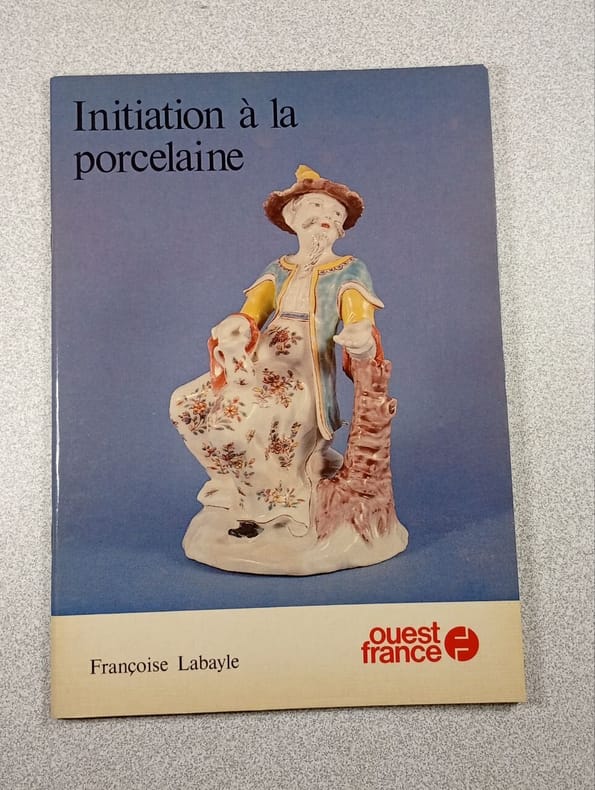 Initiation à la
porcelaine
Françoise Labayle
ouest
france